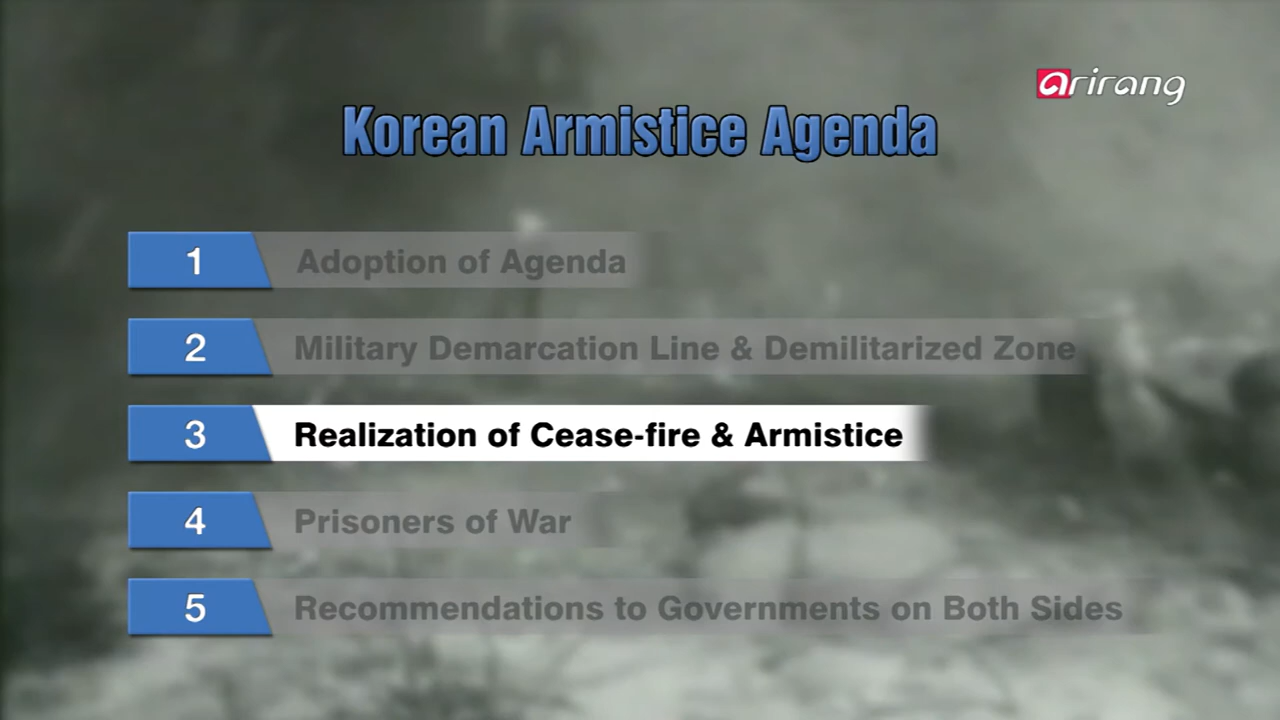 arirang
Korean Armistice Agenda
1 Adoption of Agenda
2 Military Demarcation Line & Demilitarized Zone
3 Realization of Cease-fire & Armistice
4 Prisoners of War
5 Recommendations to Governments on Both Sides